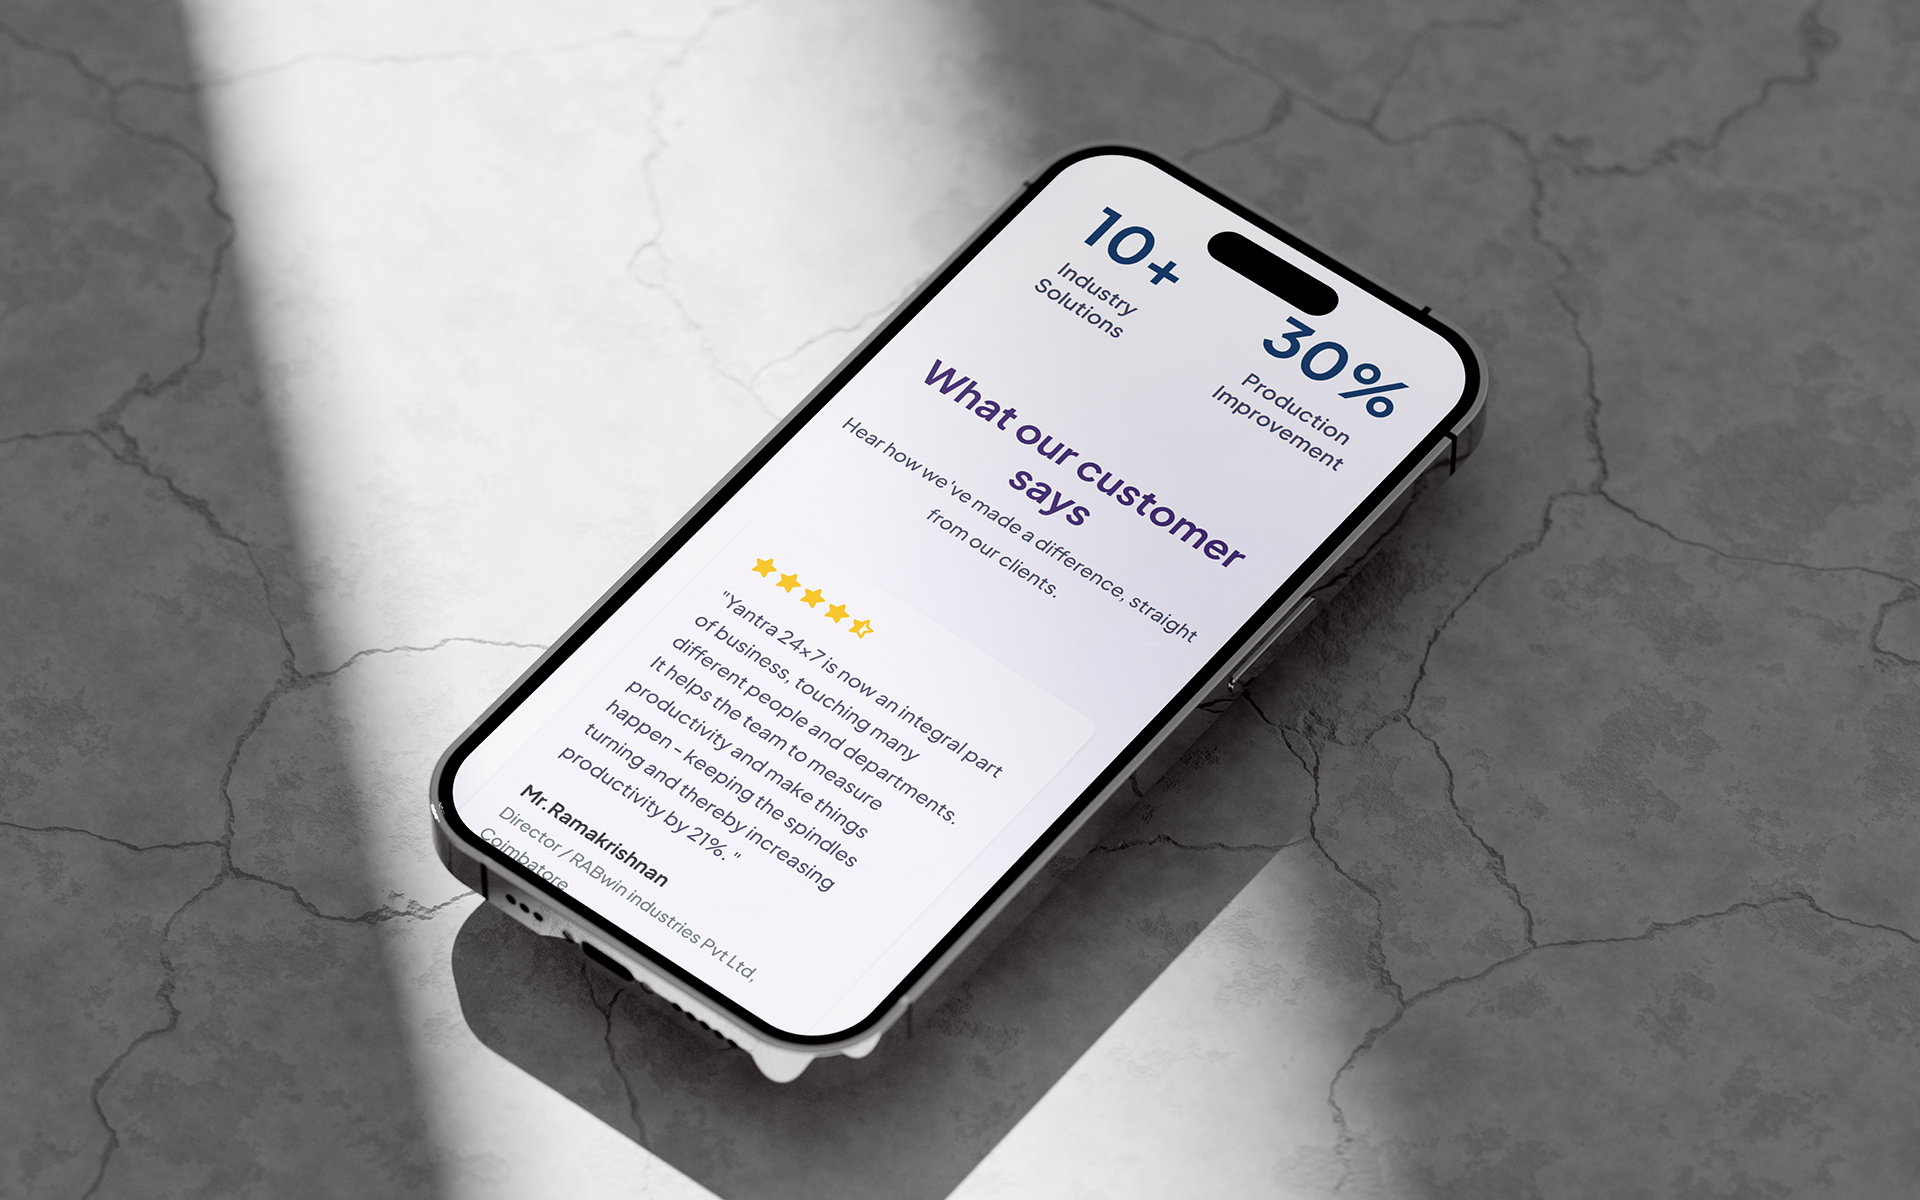 10+
Industry
Solutions
30%
Production
Improvement
What our customer
says
Hear how we've made a difference, straight
from our clients.
"Yantra 24x7 is now an integral part
of business, touching many
different people and departments.
It helps the team to measure
productivity and make things
happen - keeping the spindles
turning and thereby increasing
productivity by 21%. "
Mr.Ramakrishnan
Director / RABwin industries Pvt Ltd,
Coimbatore